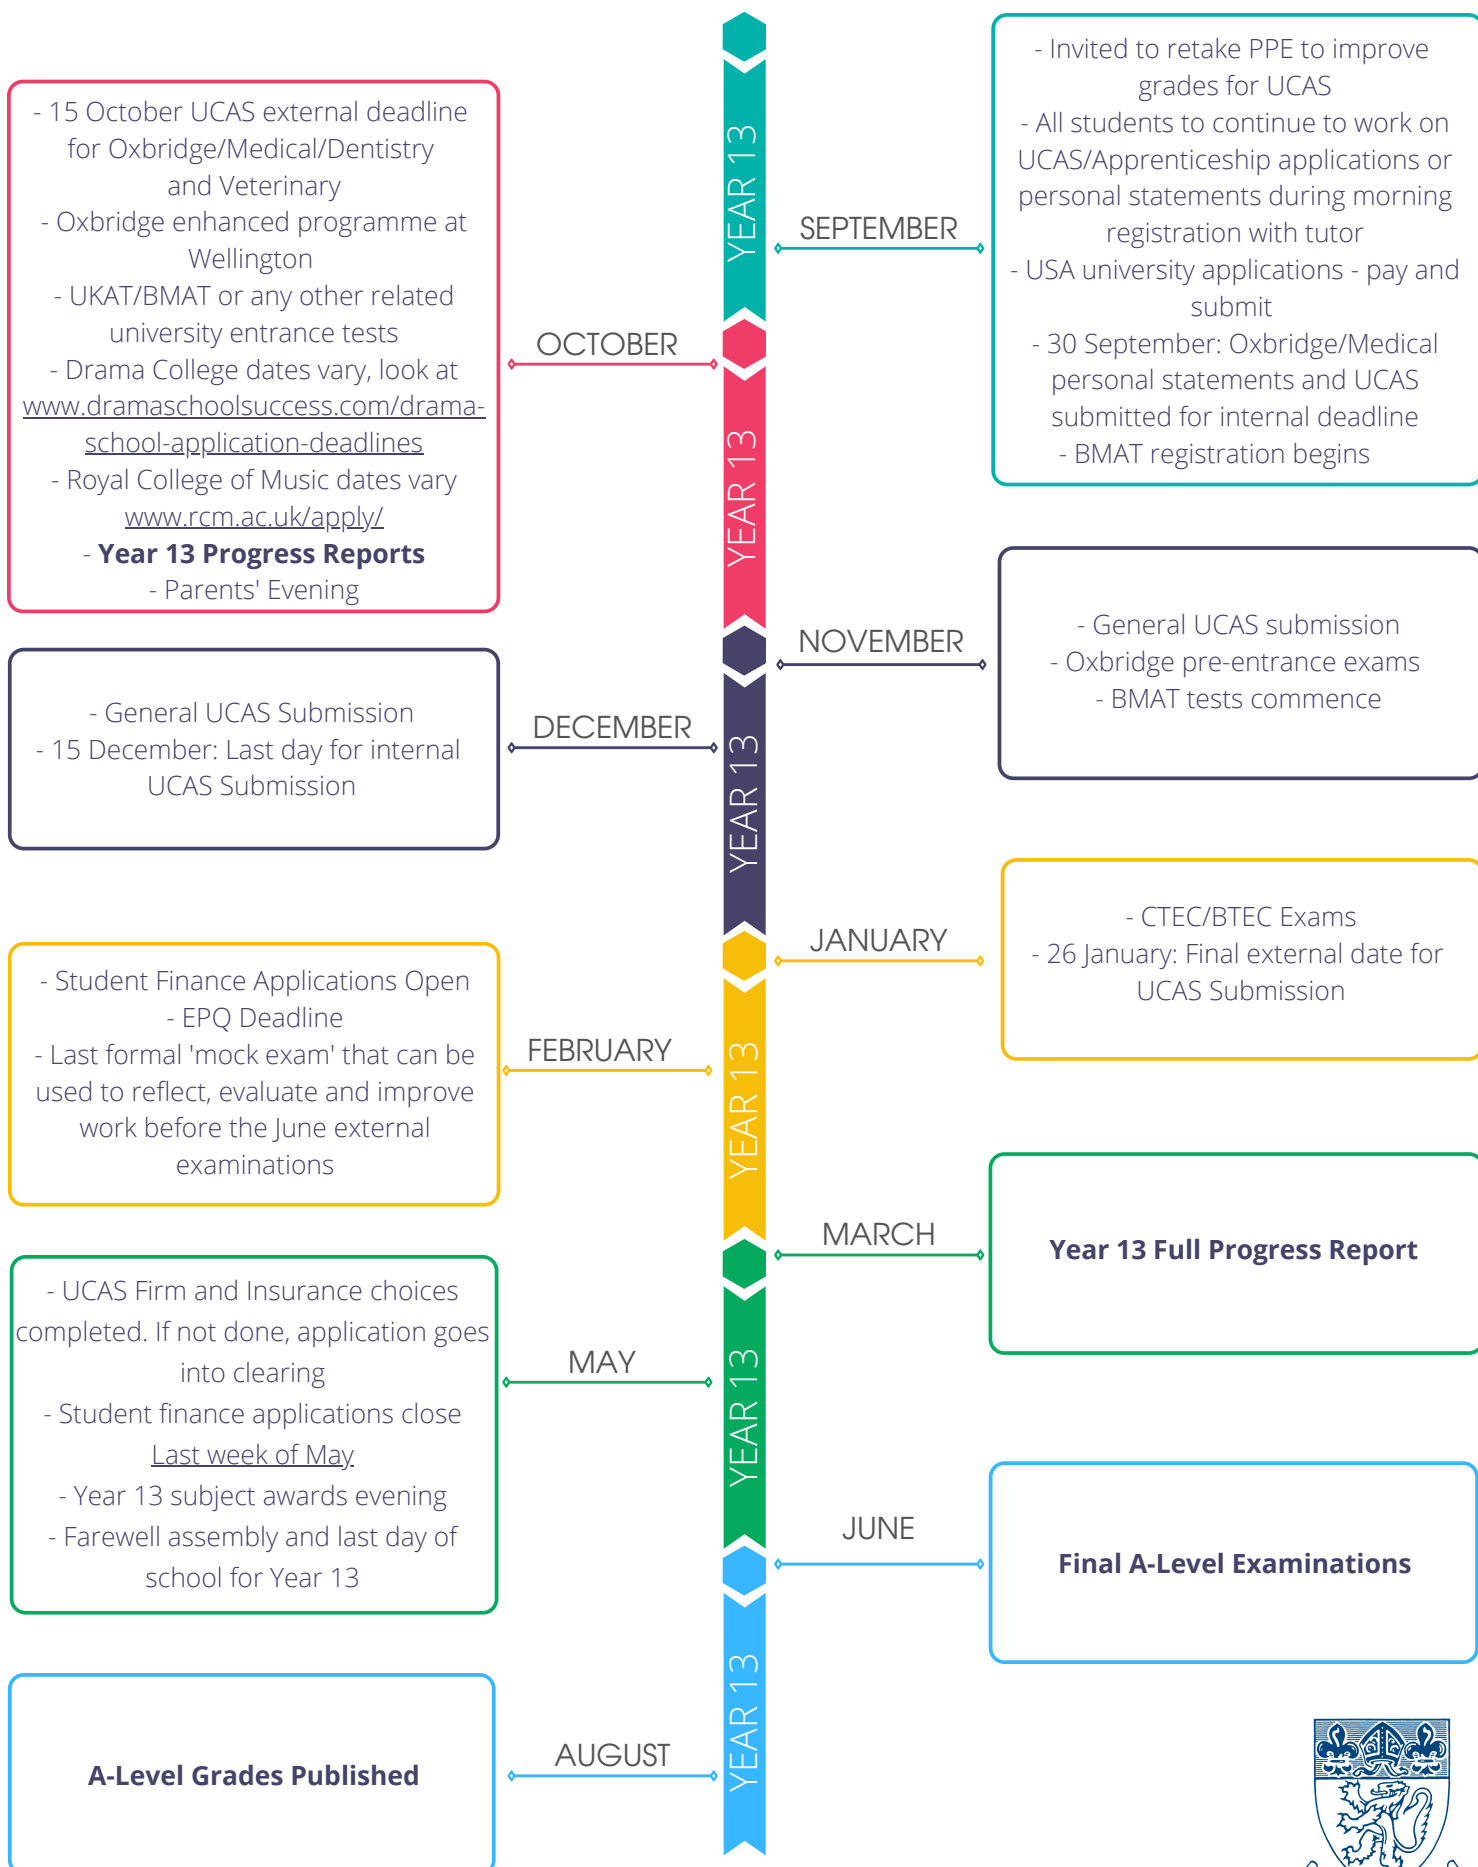 - Invited to retake PPE to improve
grades for UCAS
- All students to continue to work on
UCAS/Apprenticeship applications or
personal statements during morning
registration with tutor
- USA university applications - pay and
submit
- 30 September: Oxbridge/Medical
personal statements and UCAS
submitted for internal deadline
- BMAT registration begins
SEPTEMBER
YEAR 13
- 15 October UCAS external deadline
for Oxbridge/Medical/Dentistry
and Veterinary
- Oxbridge enhanced programme at
Wellington
- UKAT/BMAT or any other related
university entrance tests
- Drama College dates vary, look at
www.dramaschoolsuccess.com/drama-
school-application-deadlines
- Royal College of Music dates vary
www.rcm.ac.uk/apply/
- Year 13 Progress Reports
- Parents' Evening
OCTOBER
YEAR 13
NOVEMBER
- General UCAS submission
- Oxbridge pre-entrance exams
- BMAT tests commence
- General UCAS Submission
- 15 December: Last day for internal
UCAS Submission
DECEMBER
YEAR 13
JANUARY
- CTEC/BTEC Exams
- 26 January: Final external date for
UCAS Submission
- Student Finance Applications Open
- EPQ Deadline
- Last formal 'mock exam' that can be
used to reflect, evaluate and improve
work before the June external
examinations
FEBRUARY
YEAR 13
MARCH
Year 13 Full Progress Report
- UCAS Firm and Insurance choices
completed. If not done, application goes
into clearing
- Student finance applications close
Last week of May
- Year 13 subject awards evening
- Farewell assembly and last day of
school for Year 13
MAY
YEAR 13
JUNE
Final A-Level Examinations
A-Level Grades Published
AUGUST
YEAR 13